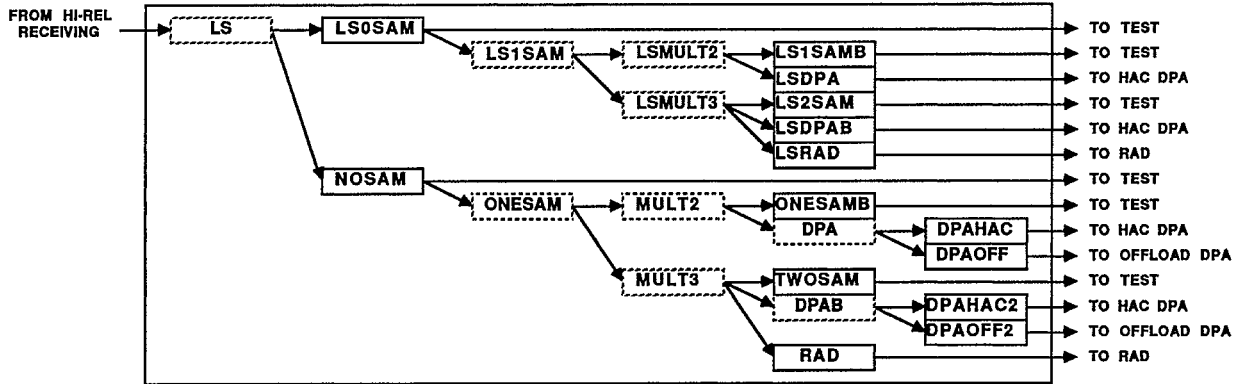 FROM HI-REL
RECEIVING
LS
LS0SAM
TO TEST
LS1SAM
LSMULT2
LS1SAMB
TO TEST
LSDPA
TO HAC DPA
LSMULT3
LS2SAM
TO TEST
LSDPAB
TO HAC DPA
LSRAD
TO RAD
NOSAM
TO TEST
ONESAM
MULT2
ONESAMB
TO TEST
DPA
DPAHAC
TO HAC DPA
DPAOFF
TO OFFLOAD DPA
MULT3
TWOSAM
TO TEST
DPAB
DPAHAC2
TO HAC DPA
DPAOFF2
TO OFFLOAD DPA
RAD
TO RAD